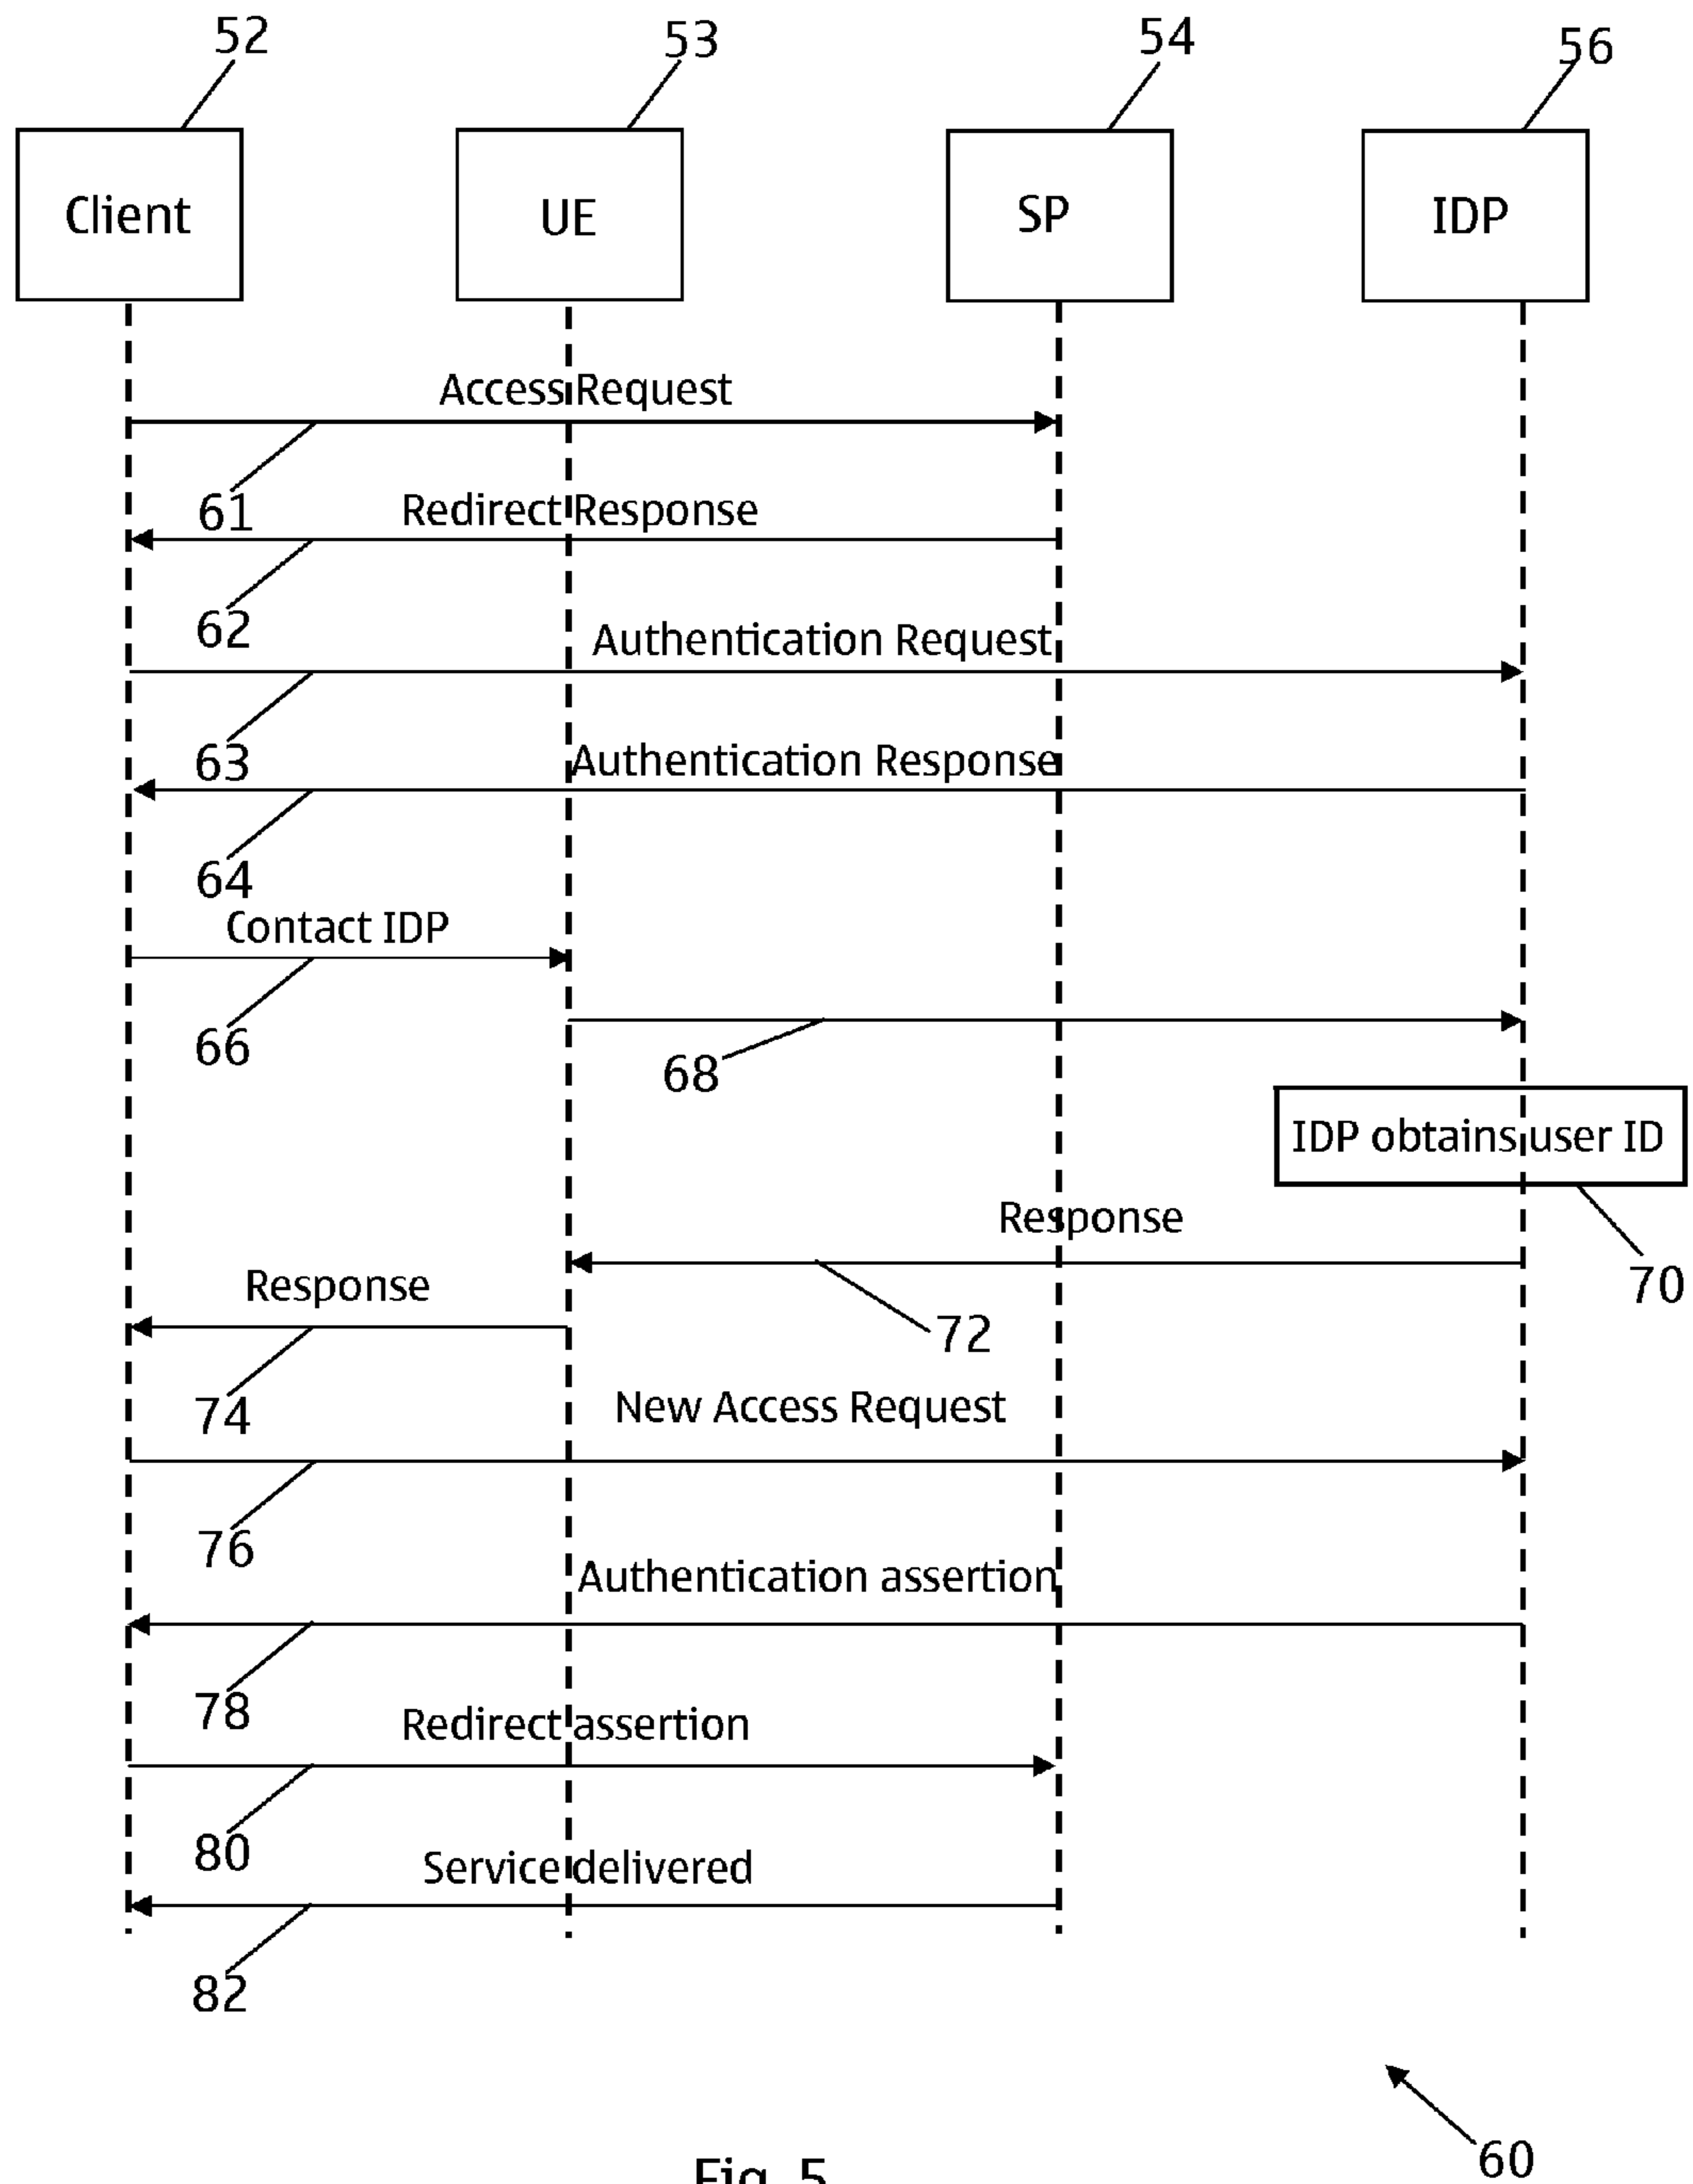 52
53
54
56
Client
UE
SP
IDP
Access Request
61
Redirect Response
62
Authentication Request
63
Authentication Response
64
Contact IDP
66
68
IDP obtains user ID
70
Response
72
Response
74
New Access Request
76
Authentication assertion
78
Redirect assertion
80
Service delivered
82
60
Fig. 5